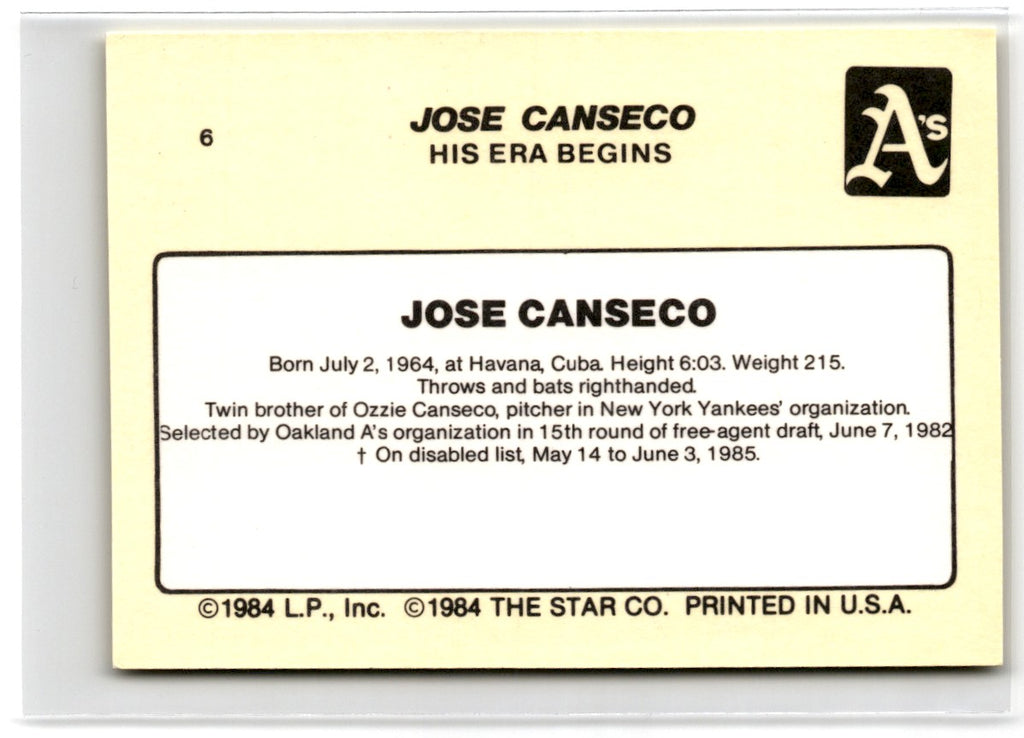 6
JOSE CANSECO
HIS ERA BEGINS
A's
JOSE CANSECO
Born July 2, 1964, at Havana, Cuba. Height 6:03. Weight 215.
Throws and bats righthanded.
Twin brother of Ozzie Canseco, pitcher in New York Yankees' organization.
Selected by Oakland A's organization in 15th round of free-agent draft, June 7, 1982
† On disabled list, May 14 to June 3, 1985.
©1984 L.P., Inc. ©1984 THE STAR CO. PRINTED IN U.S.A.